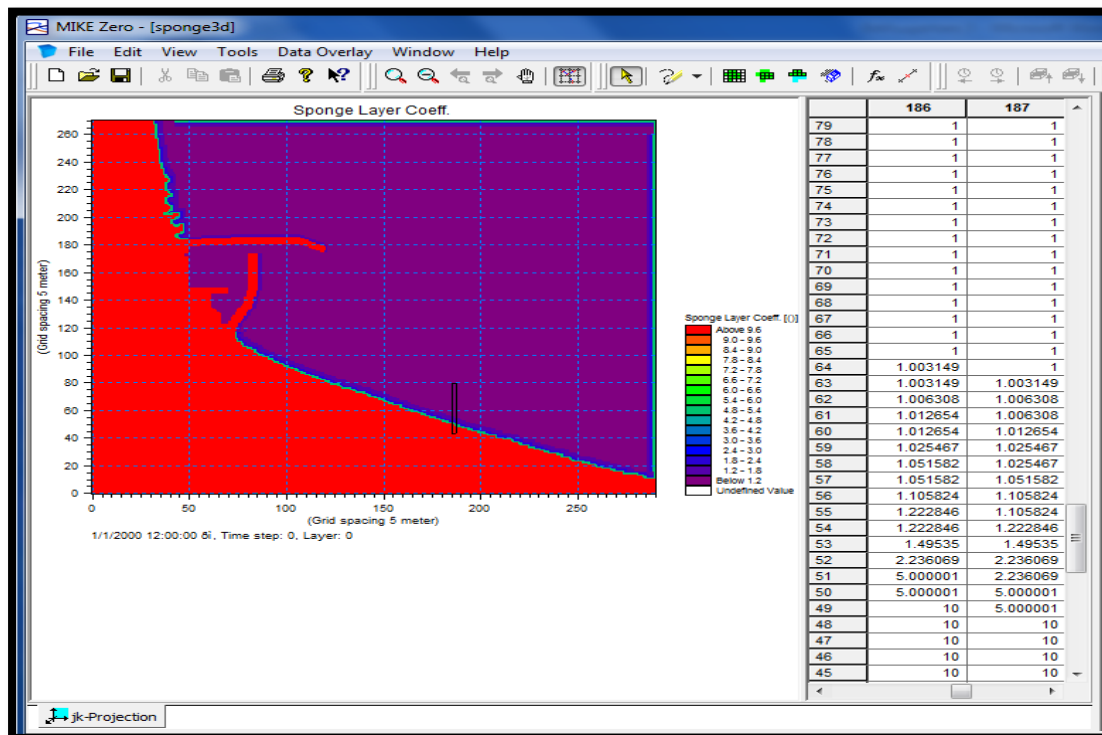 MIKE Zero - [sponge3d]
File Edit View Tools Data Overlay Window Help
Sponge Layer Coeff.
260
240
220
200
180
160
140
120
100
80
60
40
20
0
(Grid spacing 5 meter)
0 50 100 150 200 250
(Grid spacing 5 meter)
1/1/2000 12:00:00 õî, Time step: 0, Layer: 0
Sponge Layer Coeff. [()]
Above 9.6
9.0 - 9.6
8.4 - 9.0
7.8 - 8.4
7.2 - 7.8
6.6 - 7.2
6.0 - 6.6
5.4 - 6.0
4.8 - 5.4
4.2 - 4.8
3.6 - 4.2
3.0 - 3.6
2.4 - 3.0
1.8 - 2.4
1.2 - 1.8
Below 1.2
Undefined Value
186 187
79 1 1
78 1 1
77 1 1
76 1 1
75 1 1
74 1 1
73 1 1
72 1 1
71 1 1
70 1 1
69 1 1
68 1 1
67 1 1
66 1 1
65 1 1
64 1.003149 1
63 1.003149 1.003149
62 1.006308 1.006308
61 1.012654 1.006308
60 1.012654 1.012654
59 1.025467 1.025467
58 1.051582 1.025467
57 1.051582 1.051582
56 1.105824 1.105824
55 1.222846 1.105824
54 1.222846 1.222846
53 1.49535 1.49535
52 2.236069 2.236069
51 5.000001 2.236069
50 5.000001 5.000001
49 10 5.000001
48 10 10
47 10 10
46 10 10
45 10 10
jk-Projection